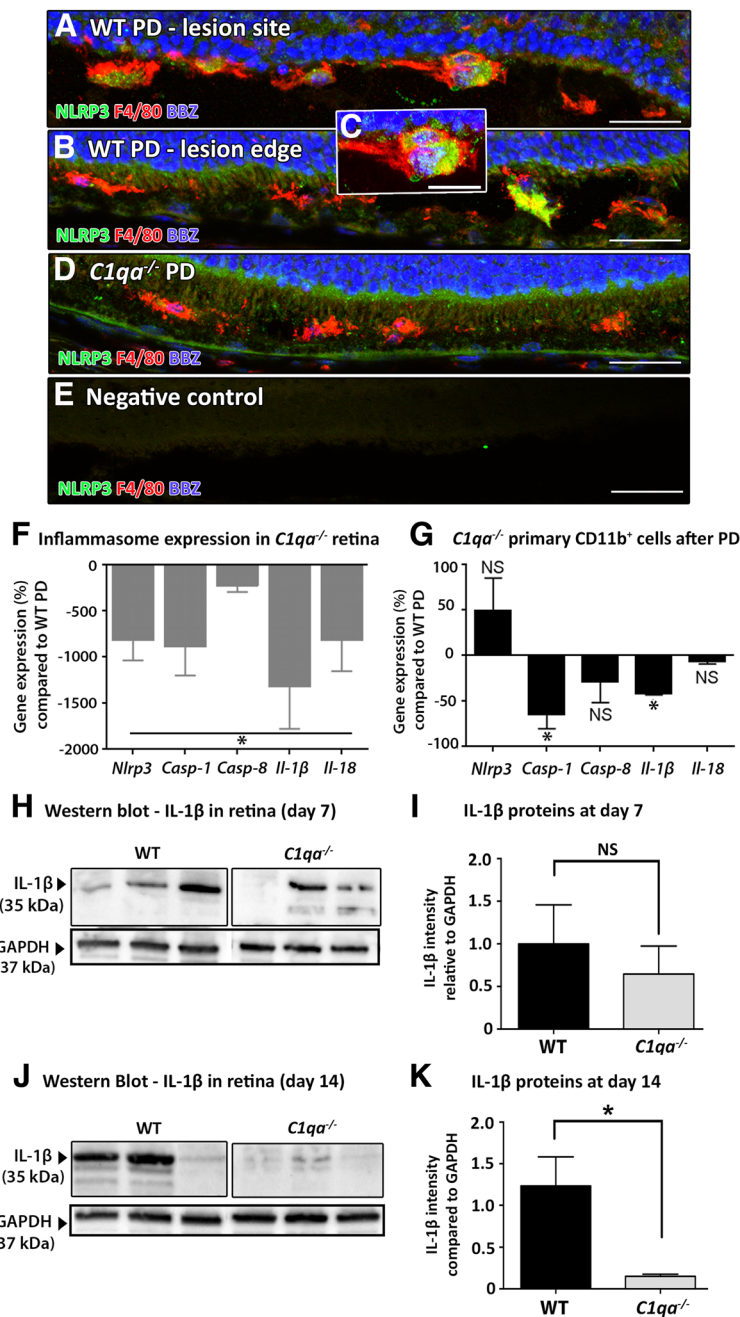 A WT PD - lesion site
NLRP3 F4/80 BBZ
B WT PD - lesion edge
C
NLRP3 F4/80 BBZ
D C1qa-/- PD
NLRP3 F4/80 BBZ
E Negative control
NLRP3 F4/80 BBZ
F Inflammasome expression in C1qa-/- retina
Gene expression (%)
compared to WT PD
0
-500
-1000
-1500
-2000
*
Nlrp3 Casp-1 Casp-8 Il-1β Il-18
G C1qa-/- primary CD11b+ cells after PD
Gene expression (%)
compared to WT PD
100
50
0
-50
-100
NS
*
NS
*
NS
Nlrp3 Casp-1 Casp-8 Il-1β Il-18
H Western blot - IL-1β in retina (day 7)
WT C1qa-/-
IL-1β
(35 kDa)
GAPDH
37 kDa)
I IL-1β proteins at day 7
IL-1β intensity
relative to GAPDH
2.0
1.5
1.0
0.5
0
NS
WT C1qa-/-
J Western Blot - IL-1β in retina (day 14)
WT C1qa-/-
IL-1β
(35 kDa)
GAPDH
37 kDa)
K IL-1β proteins at day 14
IL-1β intensity
compared to GAPDH
2.0
1.5
1.0
0.5
0
*
WT C1qa-/-